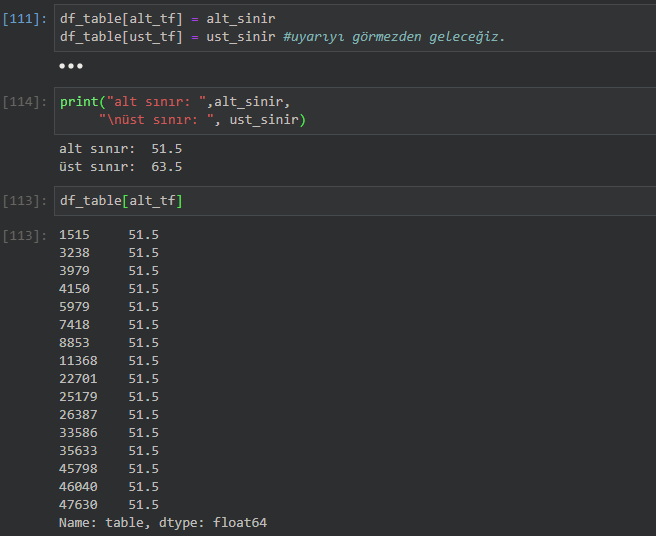 [111]: df_table[alt_tf] = alt_sinir
df_table[ust_tf] = ust_sinir #uyarıyı görmezden geleceğiz.
•••
[114]: print("alt sınır: ",alt_sinir,
"\nüst sınır: ", ust_sinir)
alt sınır:  51.5
üst sınır:  63.5
[113]: df_table[alt_tf]
[113]: 1515     51.5
3238     51.5
3979     51.5
4150     51.5
5979     51.5
7418     51.5
8853     51.5
11368    51.5
22701    51.5
25179    51.5
26387    51.5
33586    51.5
35633    51.5
45798    51.5
46040    51.5
47630    51.5
Name: table, dtype: float64